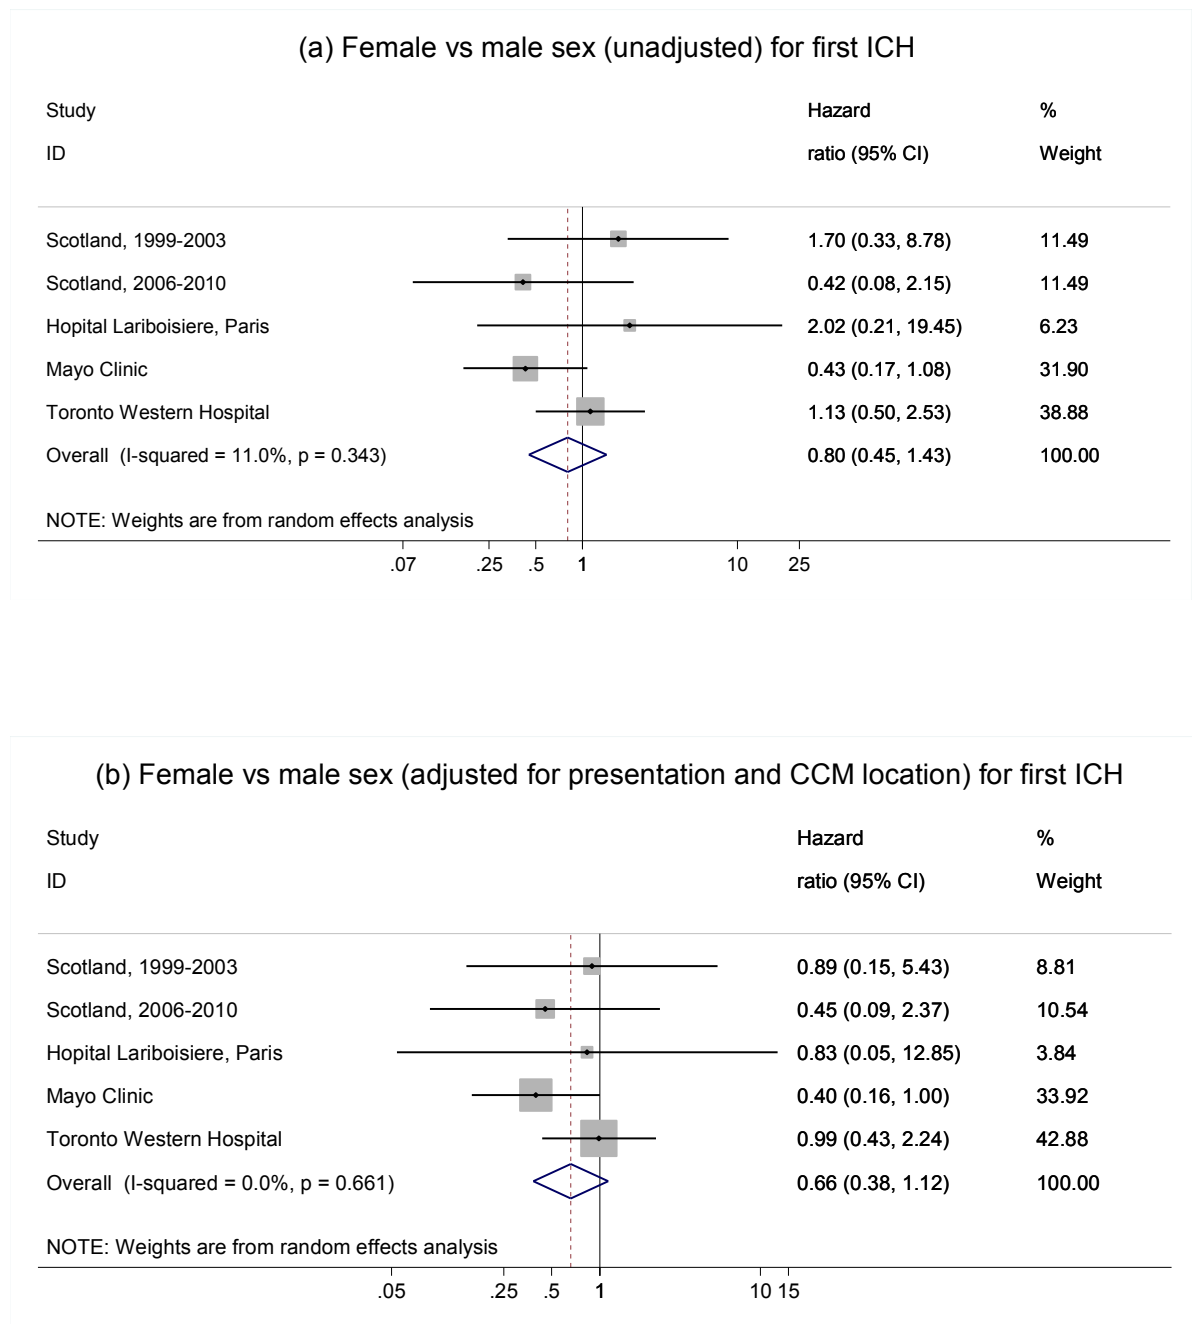 (a) Female vs male sex (unadjusted) for first ICH
Study Hazard %
ID ratio (95% CI) Weight
Scotland, 1999-2003 1.70 (0.33, 8.78) 11.49
Scotland, 2006-2010 0.42 (0.08, 2.15) 11.49
Hopital Lariboisiere, Paris 2.02 (0.21, 19.45) 6.23
Mayo Clinic 0.43 (0.17, 1.08) 31.90
Toronto Western Hospital 1.13 (0.50, 2.53) 38.88
Overall (I-squared = 11.0%, p = 0.343) 0.80 (0.45, 1.43) 100.00
NOTE: Weights are from random effects analysis
.07 .25 .5 1 10 25
(b) Female vs male sex (adjusted for presentation and CCM location) for first ICH
Study Hazard %
ID ratio (95% CI) Weight
Scotland, 1999-2003 0.89 (0.15, 5.43) 8.81
Scotland, 2006-2010 0.45 (0.09, 2.37) 10.54
Hopital Lariboisiere, Paris 0.83 (0.05, 12.85) 3.84
Mayo Clinic 0.40 (0.16, 1.00) 33.92
Toronto Western Hospital 0.99 (0.43, 2.24) 42.88
Overall (I-squared = 0.0%, p = 0.661) 0.66 (0.38, 1.12) 100.00
NOTE: Weights are from random effects analysis
.05 .25 .5 1 10 15